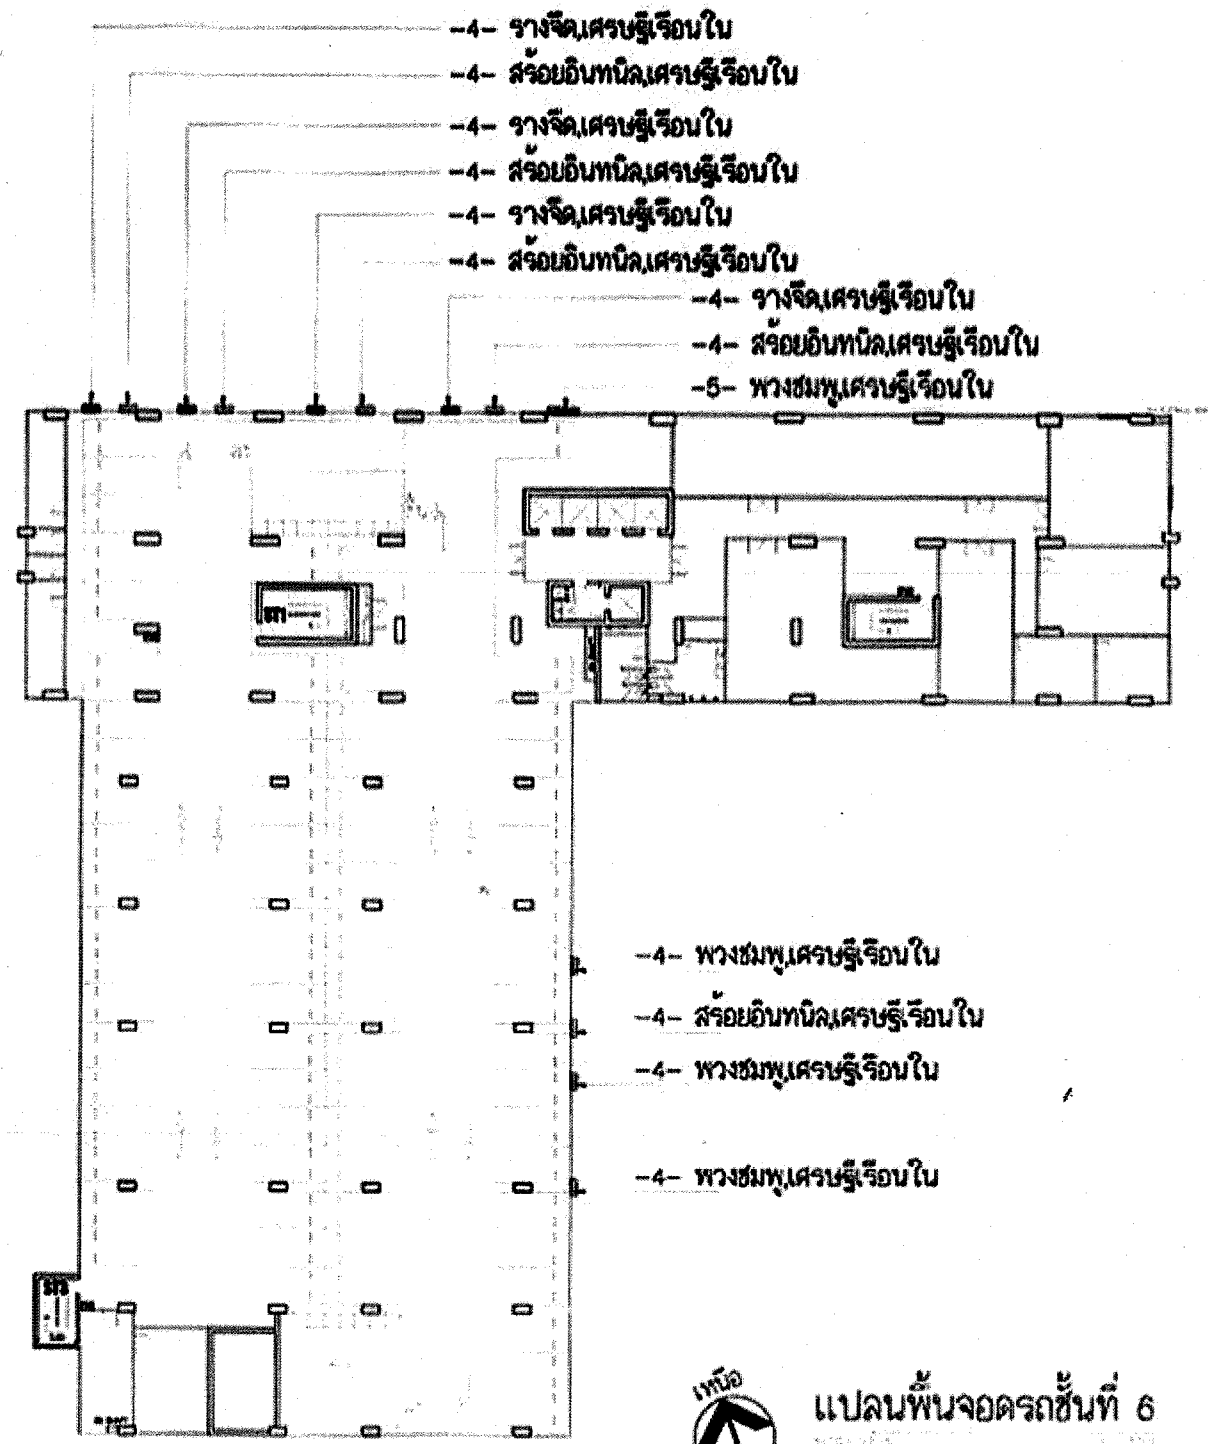 -4- รางจืด,เศรษฐีเรือนใน
-4- สร้อยอินทนิล,เศรษฐีเรือนใน
-4- รางจืด,เศรษฐีเรือนใน
-4- สร้อยอินทนิล,เศรษฐีเรือนใน
-4- รางจืด,เศรษฐีเรือนใน
-4- สร้อยอินทนิล,เศรษฐีเรือนใน
-4- รางจืด,เศรษฐีเรือนใน
-4- สร้อยอินทนิล,เศรษฐีเรือนใน
-5- พวงชมพู,เศรษฐีเรือนใน
ST1
-4- พวงชมพู,เศรษฐีเรือนใน
-4- สร้อยอินทนิล,เศรษฐีเรือนใน
-4- พวงชมพู,เศรษฐีเรือนใน
-4- พวงชมพู,เศรษฐีเรือนใน
ST3
เหนือ
แปลนพื้นจอดรถชั้นที่ 6